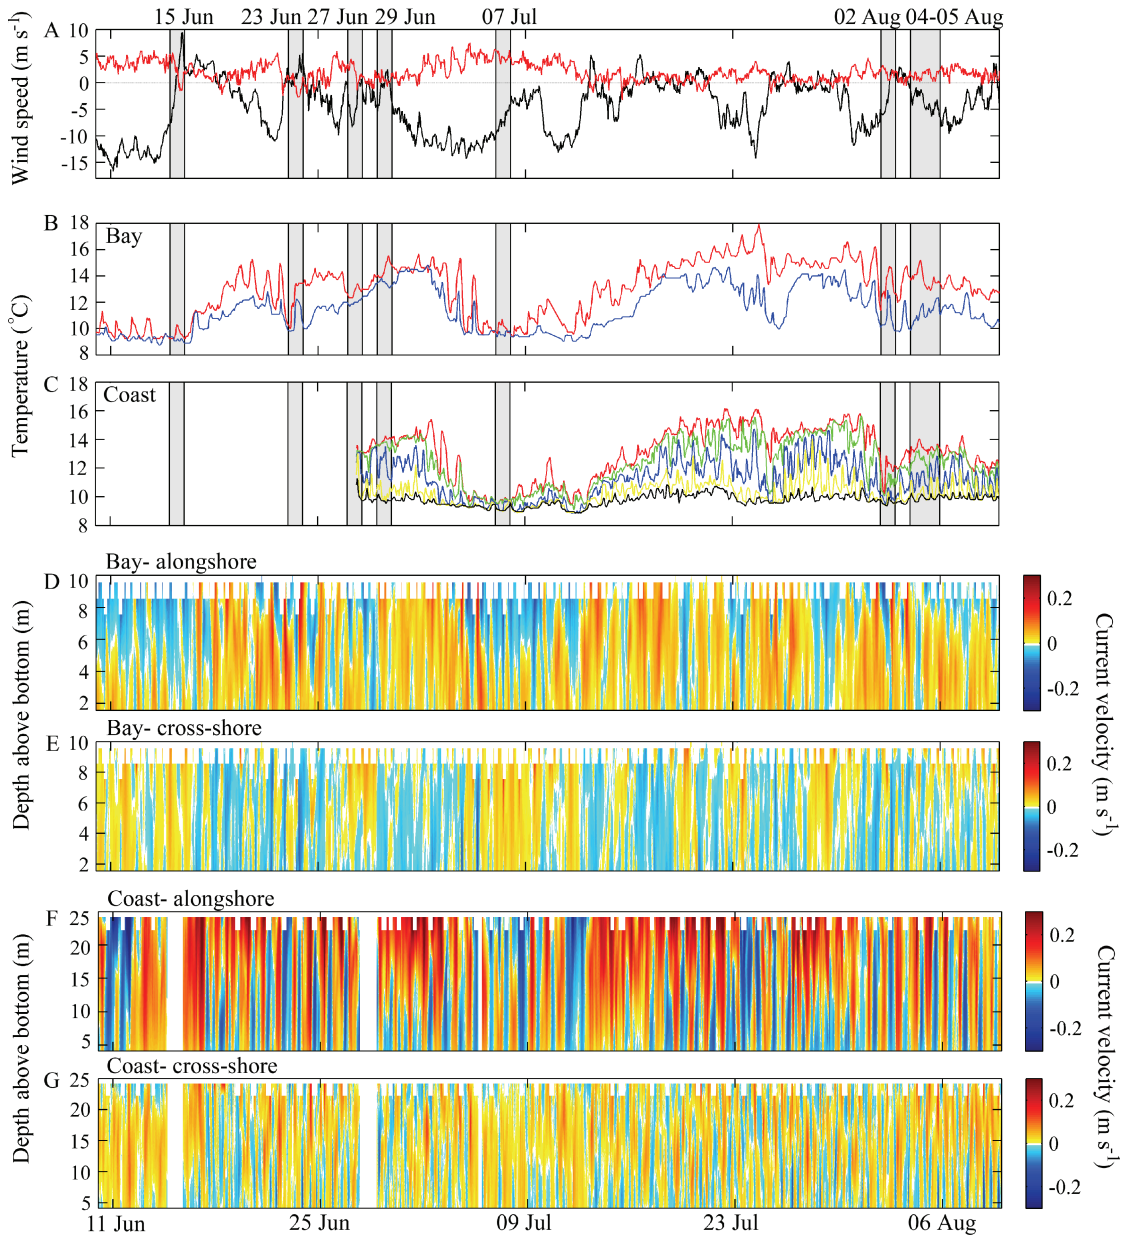 15 Jun 23 Jun 27 Jun 29 Jun 07 Jul 02 Aug 04-05 Aug
A
Wind speed (m s⁻¹)
10
5
0
-5
-10
-15
B
Bay
18
16
14
12
10
8
Temperature (°C)
C
Coast
18
16
14
12
10
8
Bay- alongshore
D
10
8
6
4
2
Depth above bottom (m)
0.2
0
-0.2
Current velocity (m s⁻¹)
Bay- cross-shore
E
10
8
6
4
2
0.2
0
-0.2
Coast- alongshore
F
25
20
15
10
5
Depth above bottom (m)
0.2
0
-0.2
Current velocity (m s⁻¹)
Coast- cross-shore
G
25
20
15
10
5
0.2
0
-0.2
11 Jun 25 Jun 09 Jul 23 Jul 06 Aug